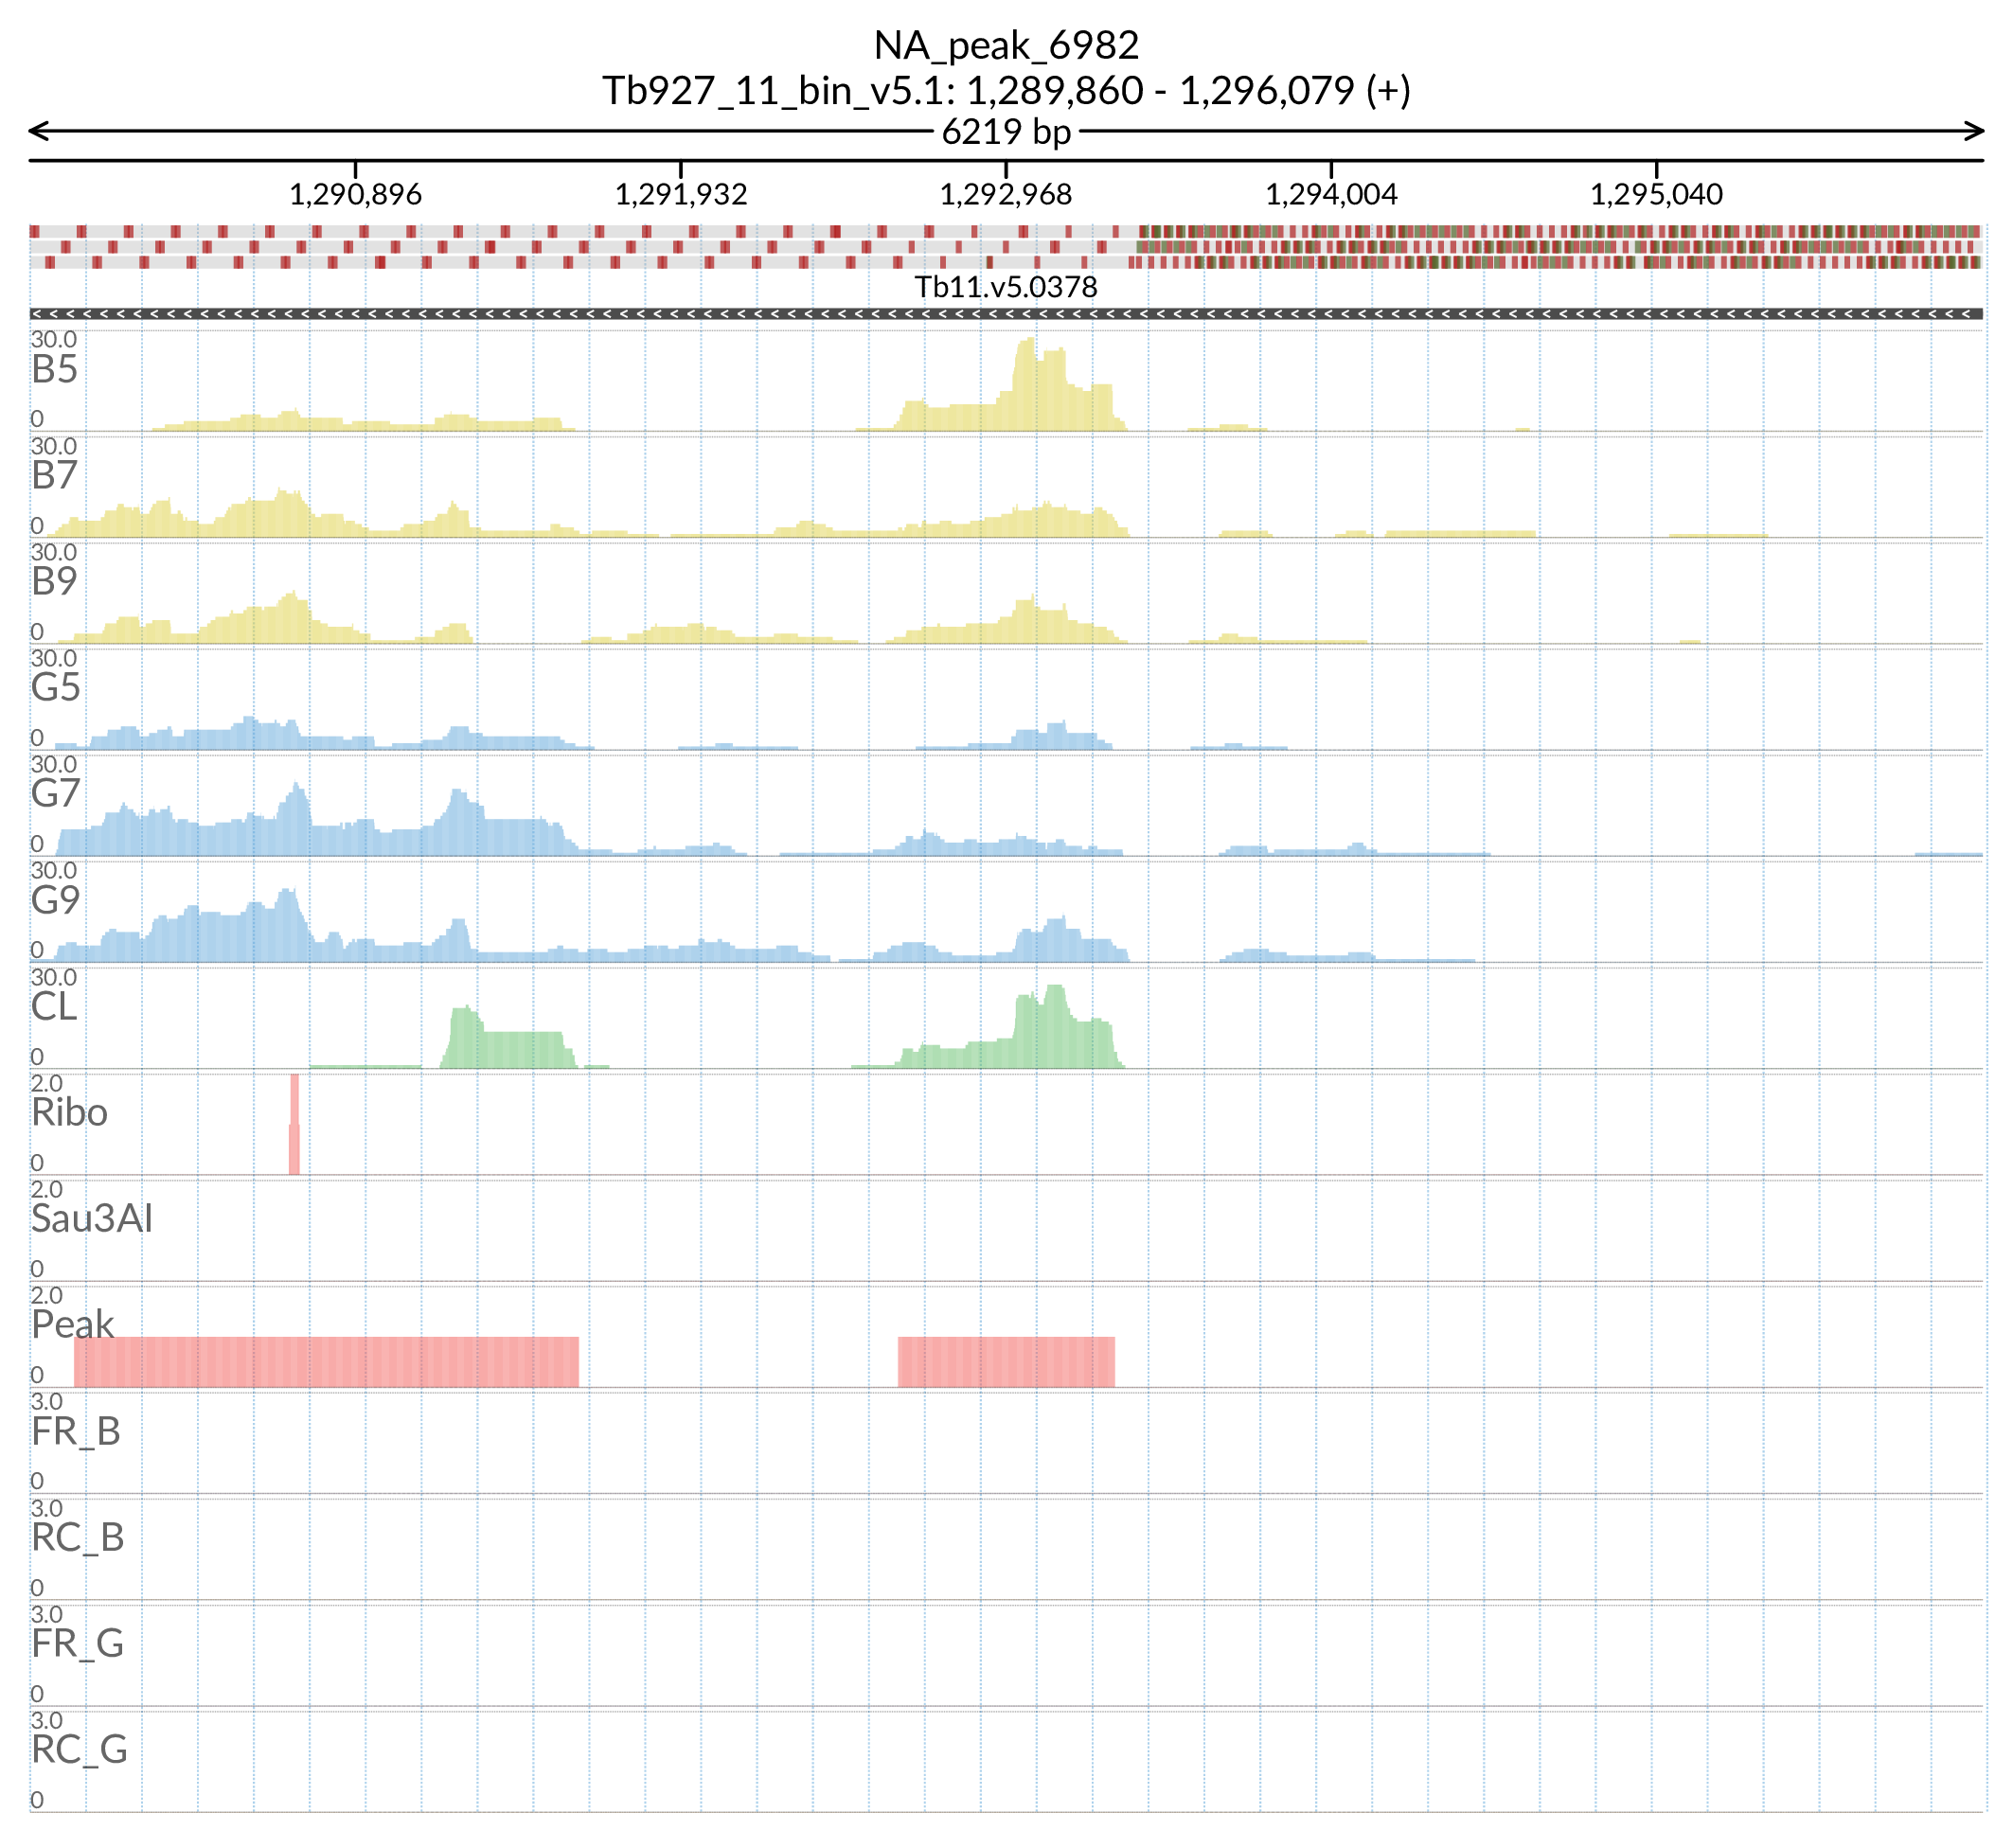 NA_peak_6982
Tb927_11_bin_v5.1: 1,289,860 - 1,296,079 (+)
6219 bp
1,290,896 1,291,932 1,292,968 1,294,004 1,295,040
Tb11.v5.0378
30.0
B5
0
30.0
B7
0
30.0
B9
0
30.0
G5
0
30.0
G7
0
30.0
G9
0
30.0
CL
0
2.0
Ribo
0
2.0
Sau3AI
0
2.0
Peak
0
3.0
FR_B
0
3.0
RC_B
0
3.0
FR_G
0
3.0
RC_G
0